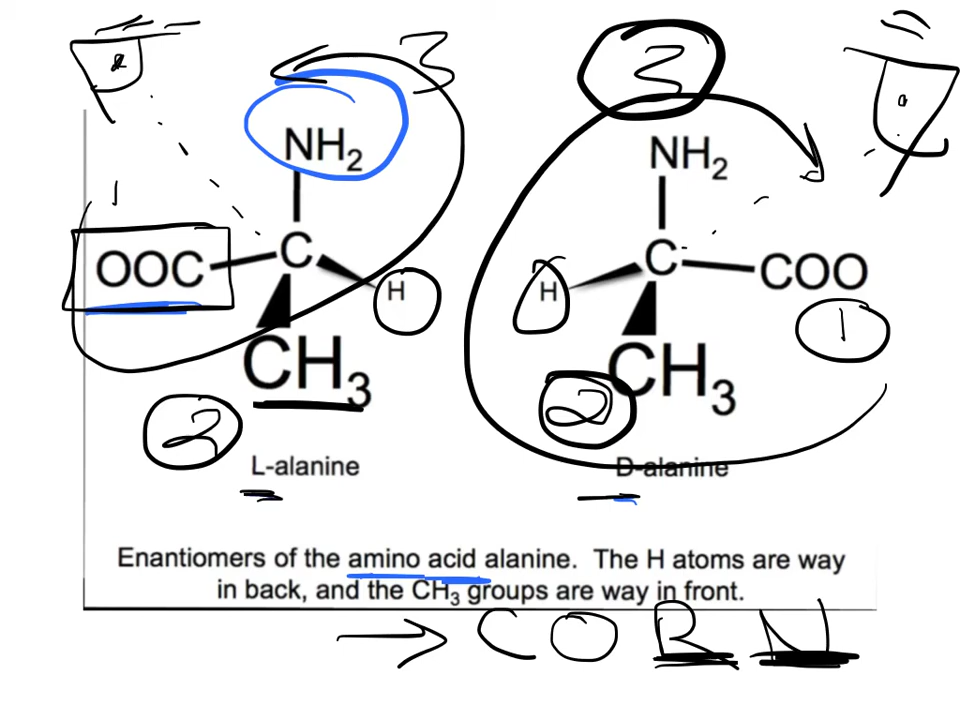 3 3
NH2 NH2
1
OOC C H H C COO
1
CH3 CH3
2 2
L-alanine D-alanine
Enantiomers of the amino acid alanine. The H atoms are way
in back, and the CH3 groups are way in front.
→ CORN